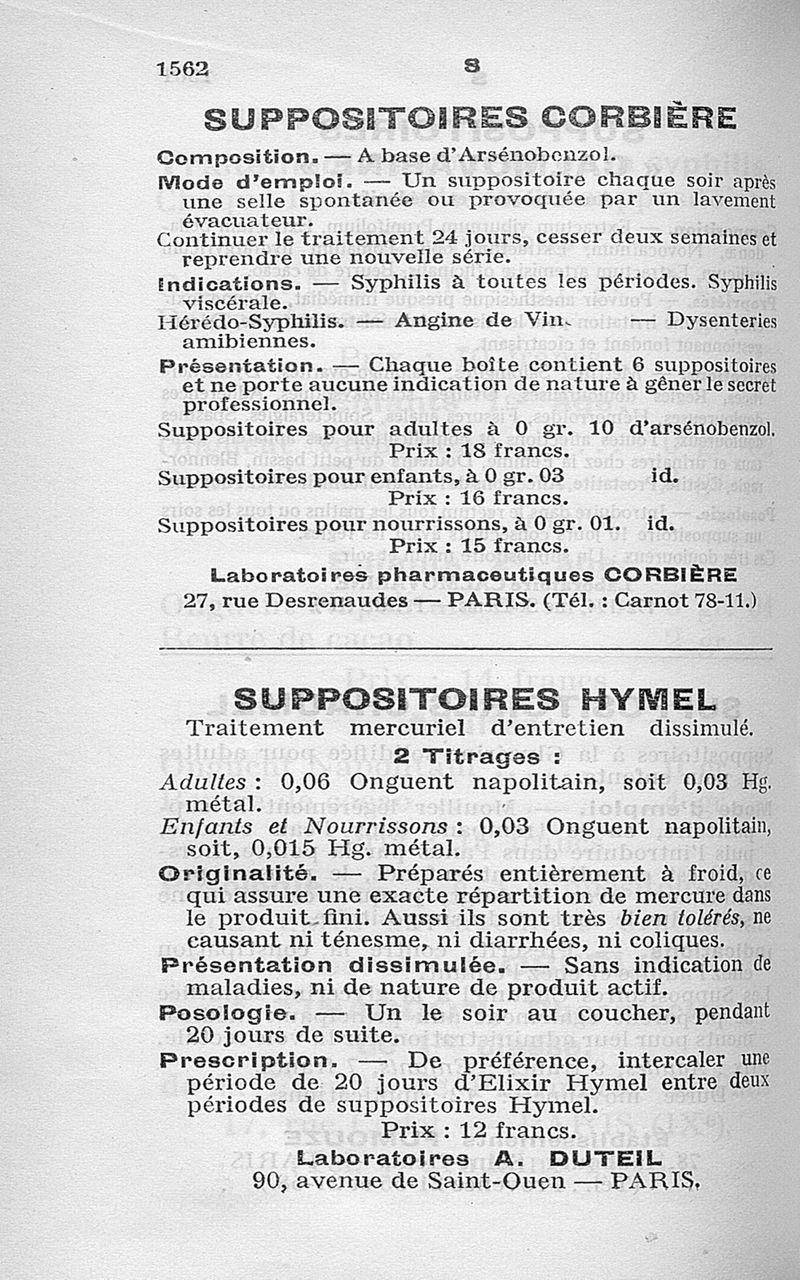 1562
S
SUPPOSITOIRES CORBIÈRE
Composition. — A base d'Arsénobenzol.
Mode d'emploi. — Un suppositoire chaque soir après
une selle spontanée ou provoquée par un lavement
évacuateur.
Continuer le traitement 24 jours, cesser deux semaines et
reprendre une nouvelle série.
Indications. — Syphilis à toutes les périodes. Syphilis
viscérale.
Hérédo-Syphilis. — Angine de Vin. — Dysenteries
amibiennes.
Présentation. — Chaque boîte contient 6 suppositoires
et ne porte aucune indication de nature à gêner le secret
professionnel.
Suppositoires pour adultes à 0 gr. 10 d'arsénobenzol.
Prix : 18 francs.
Suppositoires pour enfants, à 0 gr. 03 id.
Prix : 16 francs.
Suppositoires pour nourrissons, à 0 gr. 01. id.
Prix : 15 francs.
Laboratoires pharmaceutiques CORBIÈRE
27, rue Desrenaudes — PARIS. (Tél. : Carnot 78-11.)
SUPPOSITOIRES HYMEL
Traitement mercuriel d'entretien dissimulé.
2 Titrages :
Adultes : 0,06 Onguent napolitain, soit 0,03 Hg.
métal.
Enfants et Nourrissons : 0,03 Onguent napolitain,
soit, 0,015 Hg. métal.
Originalité. — Préparés entièrement à froid, ce
qui assure une exacte répartition de mercure dans
le produit fini. Aussi ils sont très bien tolérés, ne
causant ni ténesme, ni diarrhées, ni coliques.
Présentation dissimulée. — Sans indication de
maladies, ni de nature de produit actif.
Posologie. — Un le soir au coucher, pendant
20 jours de suite.
Prescription. — De préférence, intercaler une
période de 20 jours d'Elixir Hymel entre deux
périodes de suppositoires Hymel.
Prix : 12 francs.
Laboratoires A. DUTEIL
90, avenue de Saint-Ouen — PARIS.